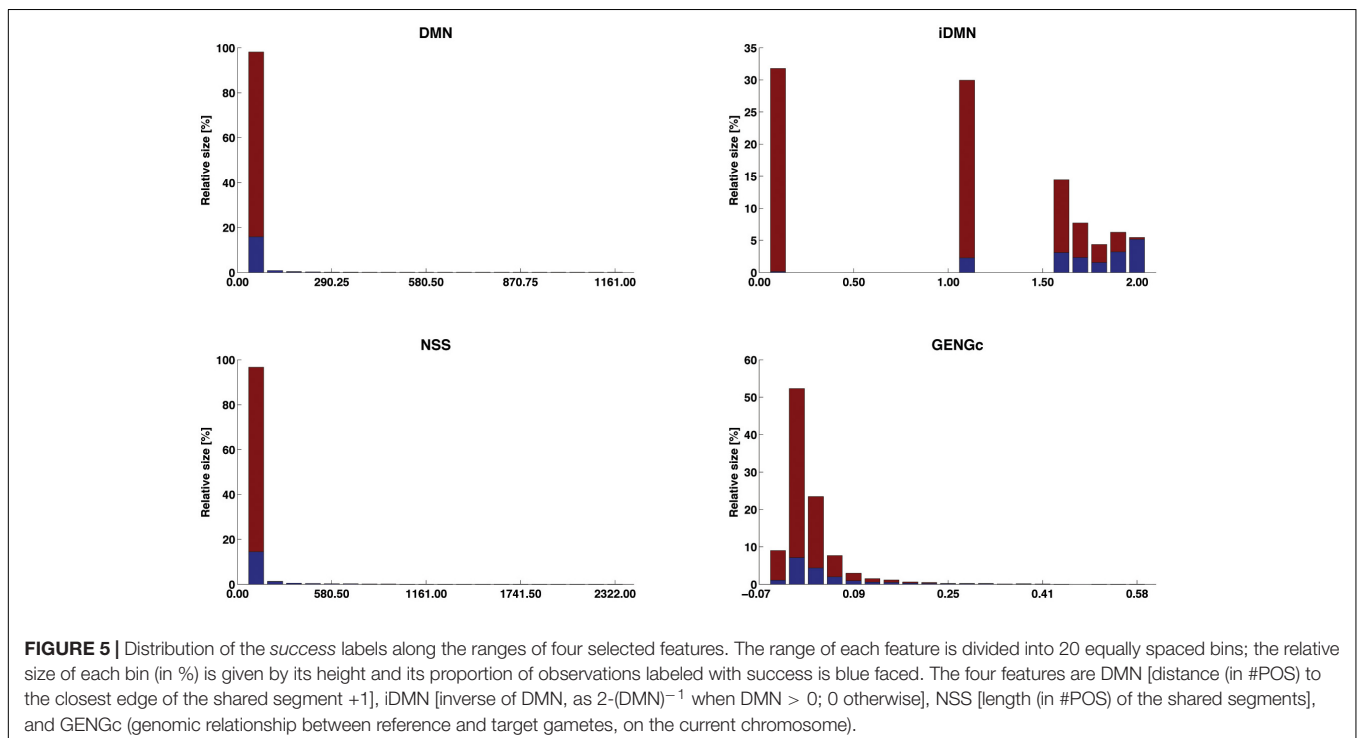 DMN
100
80
60
40
20
0
Relative size [%]
0.00 290.25 580.50 870.75 1161.00
iDMN
35
30
25
20
15
10
5
0
Relative size [%]
0.00 0.50 1.00 1.50 2.00
NSS
100
80
60
40
20
0
Relative size [%]
0.00 580.50 1161.00 1741.50 2322.00
GENGc
60
50
40
30
20
10
0
Relative size [%]
−0.07 0.09 0.25 0.41 0.58
FIGURE 5 | Distribution of the success labels along the ranges of four selected features. The range of each feature is divided into 20 equally spaced bins; the relative
size of each bin (in %) is given by its height and its proportion of observations labeled with success is blue faced. The four features are DMN [distance (in #POS) to
the closest edge of the shared segment +1], iDMN [inverse of DMN, as 2-(DMN)−1 when DMN > 0; 0 otherwise], NSS [length (in #POS) of the shared segments],
and GENGc (genomic relationship between reference and target gametes, on the current chromosome).